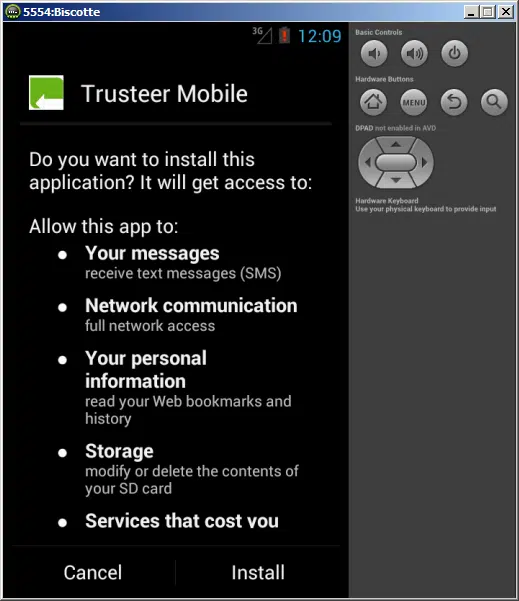 5554:Biscotte
3G
12:09
Trusteer Mobile
Do you want to install this
application? It will get access to:
Allow this app to:
Your messages
receive text messages (SMS)
Network communication
full network access
Your personal
information
read your Web bookmarks and
history
Storage
modify or delete the contents of
your SD card
Services that cost you
Cancel
Install
Basic Controls
Hardware Buttons
MENU
DPAD not enabled in AVD
Hardware Keyboard
Use your physical keyboard to provide input